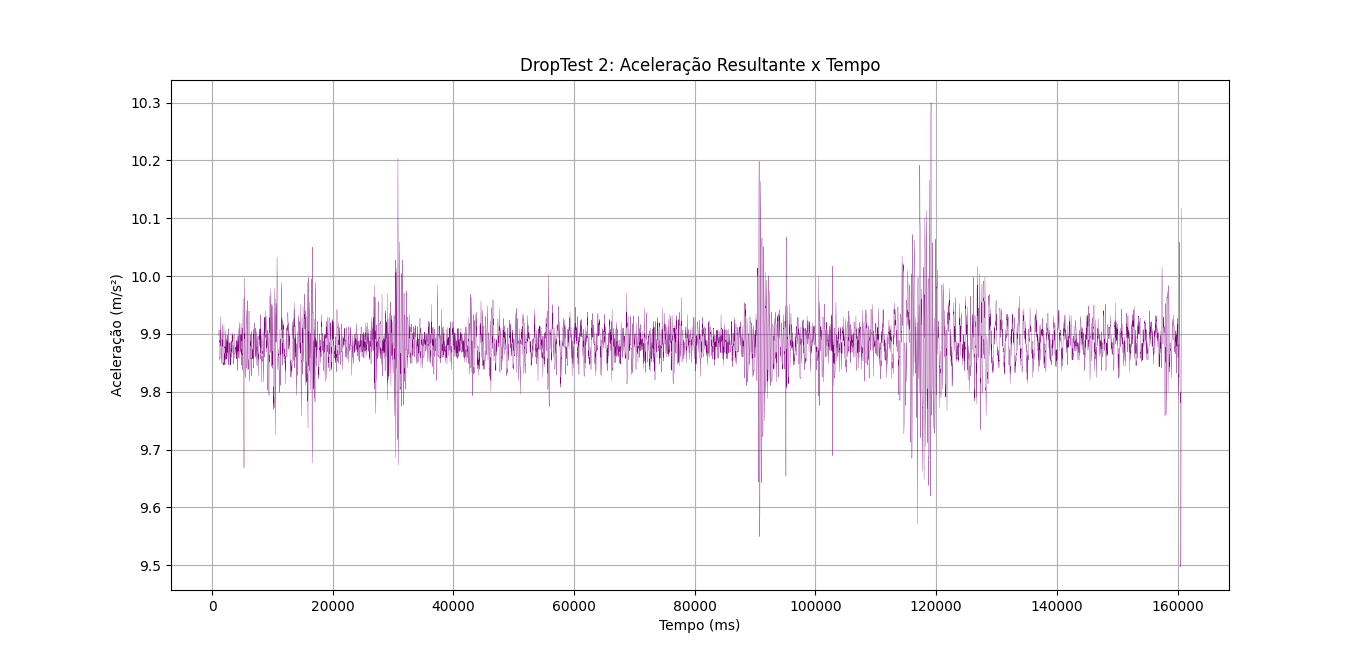 DropTest 2: Aceleração Resultante x Tempo
Aceleração (m/s²)
10.3
10.2
10.1
10.0
9.9
9.8
9.7
9.6
9.5
0 20000 40000 60000 80000 100000 120000 140000 160000
Tempo (ms)